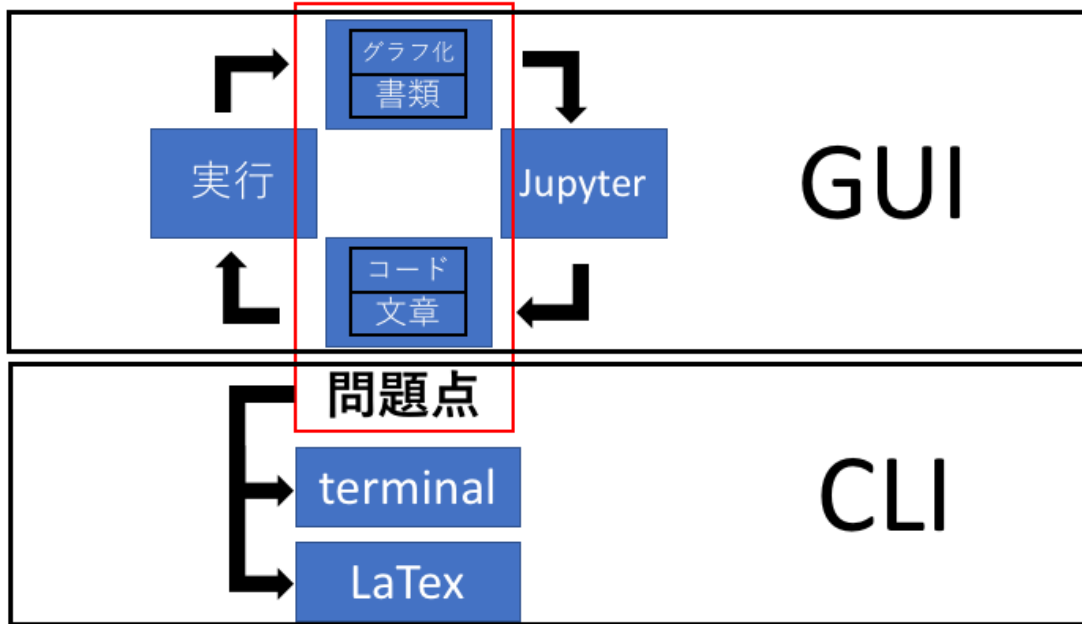 グラフ化
書類
実行
Jupyter
GUI
コード
文章
問題点
terminal
CLI
LaTex